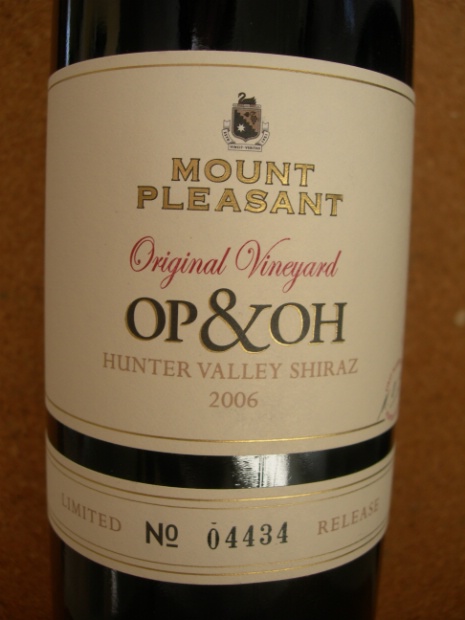 MOUNT
PLEASANT
Original Vineyard
OP&OH
HUNTER VALLEY SHIRAZ
2006
LIMITED No 04434 RELEASE